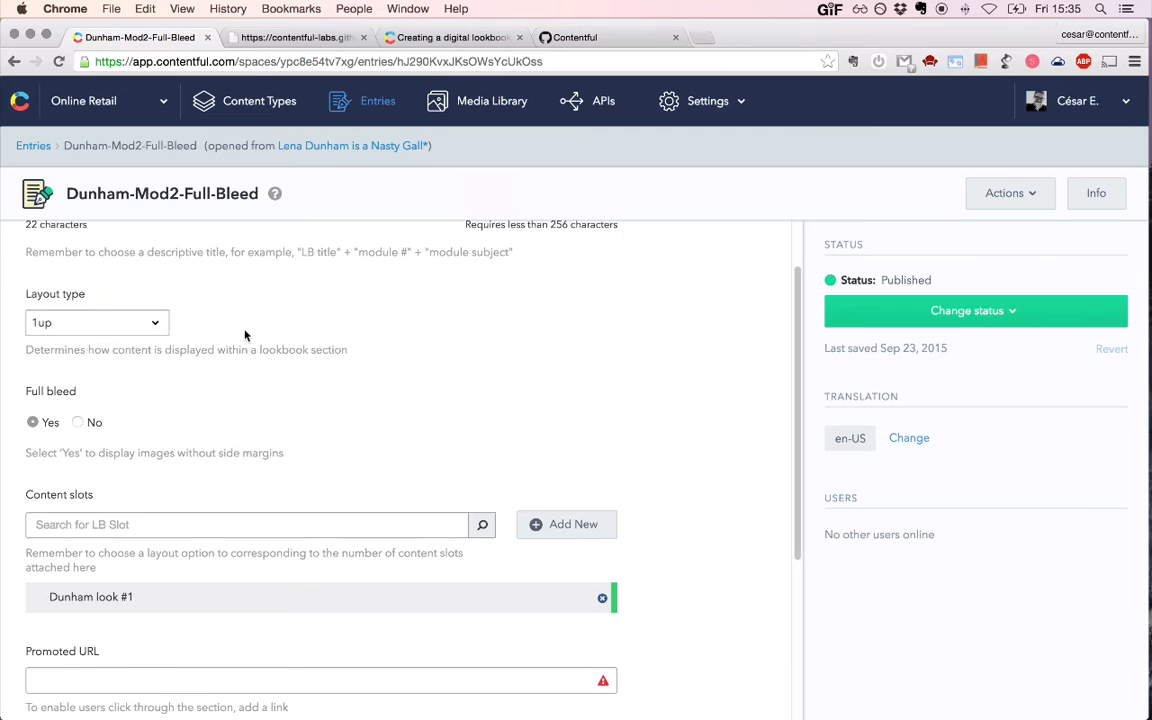 Chrome File Edit View History Bookmarks People Window Help GIF Fri 15:35
Dunham-Mod2-Full-Bleed https://contentful-labs.gith Creating a digital lookbook Contentful cesar@contentf...
https://app.contentful.com/spaces/ypc8e54tv7xg/entries/hJ290KvxJKsOWsYcUkOss
Online Retail Content Types Entries Media Library APIs Settings César E.
Entries › Dunham-Mod2-Full-Bleed (opened from Lena Dunham is a Nasty Gall*)
Dunham-Mod2-Full-Bleed ? Actions Info
22 characters Requires less than 256 characters
Remember to choose a descriptive title, for example, "LB title" + "module #" + "module subject"
Layout type
1up
Determines how content is displayed within a lookbook section
Full bleed
Yes No
Select 'Yes' to display images without side margins
Content slots
Search for LB Slot Add New
Remember to choose a layout option to corresponding to the number of content slots
attached here
Dunham look #1
Promoted URL
To enable users click through the section, add a link
STATUS
Status: Published
Change status
Last saved Sep 23, 2015 Revert
TRANSLATION
en-US Change
USERS
No other users online